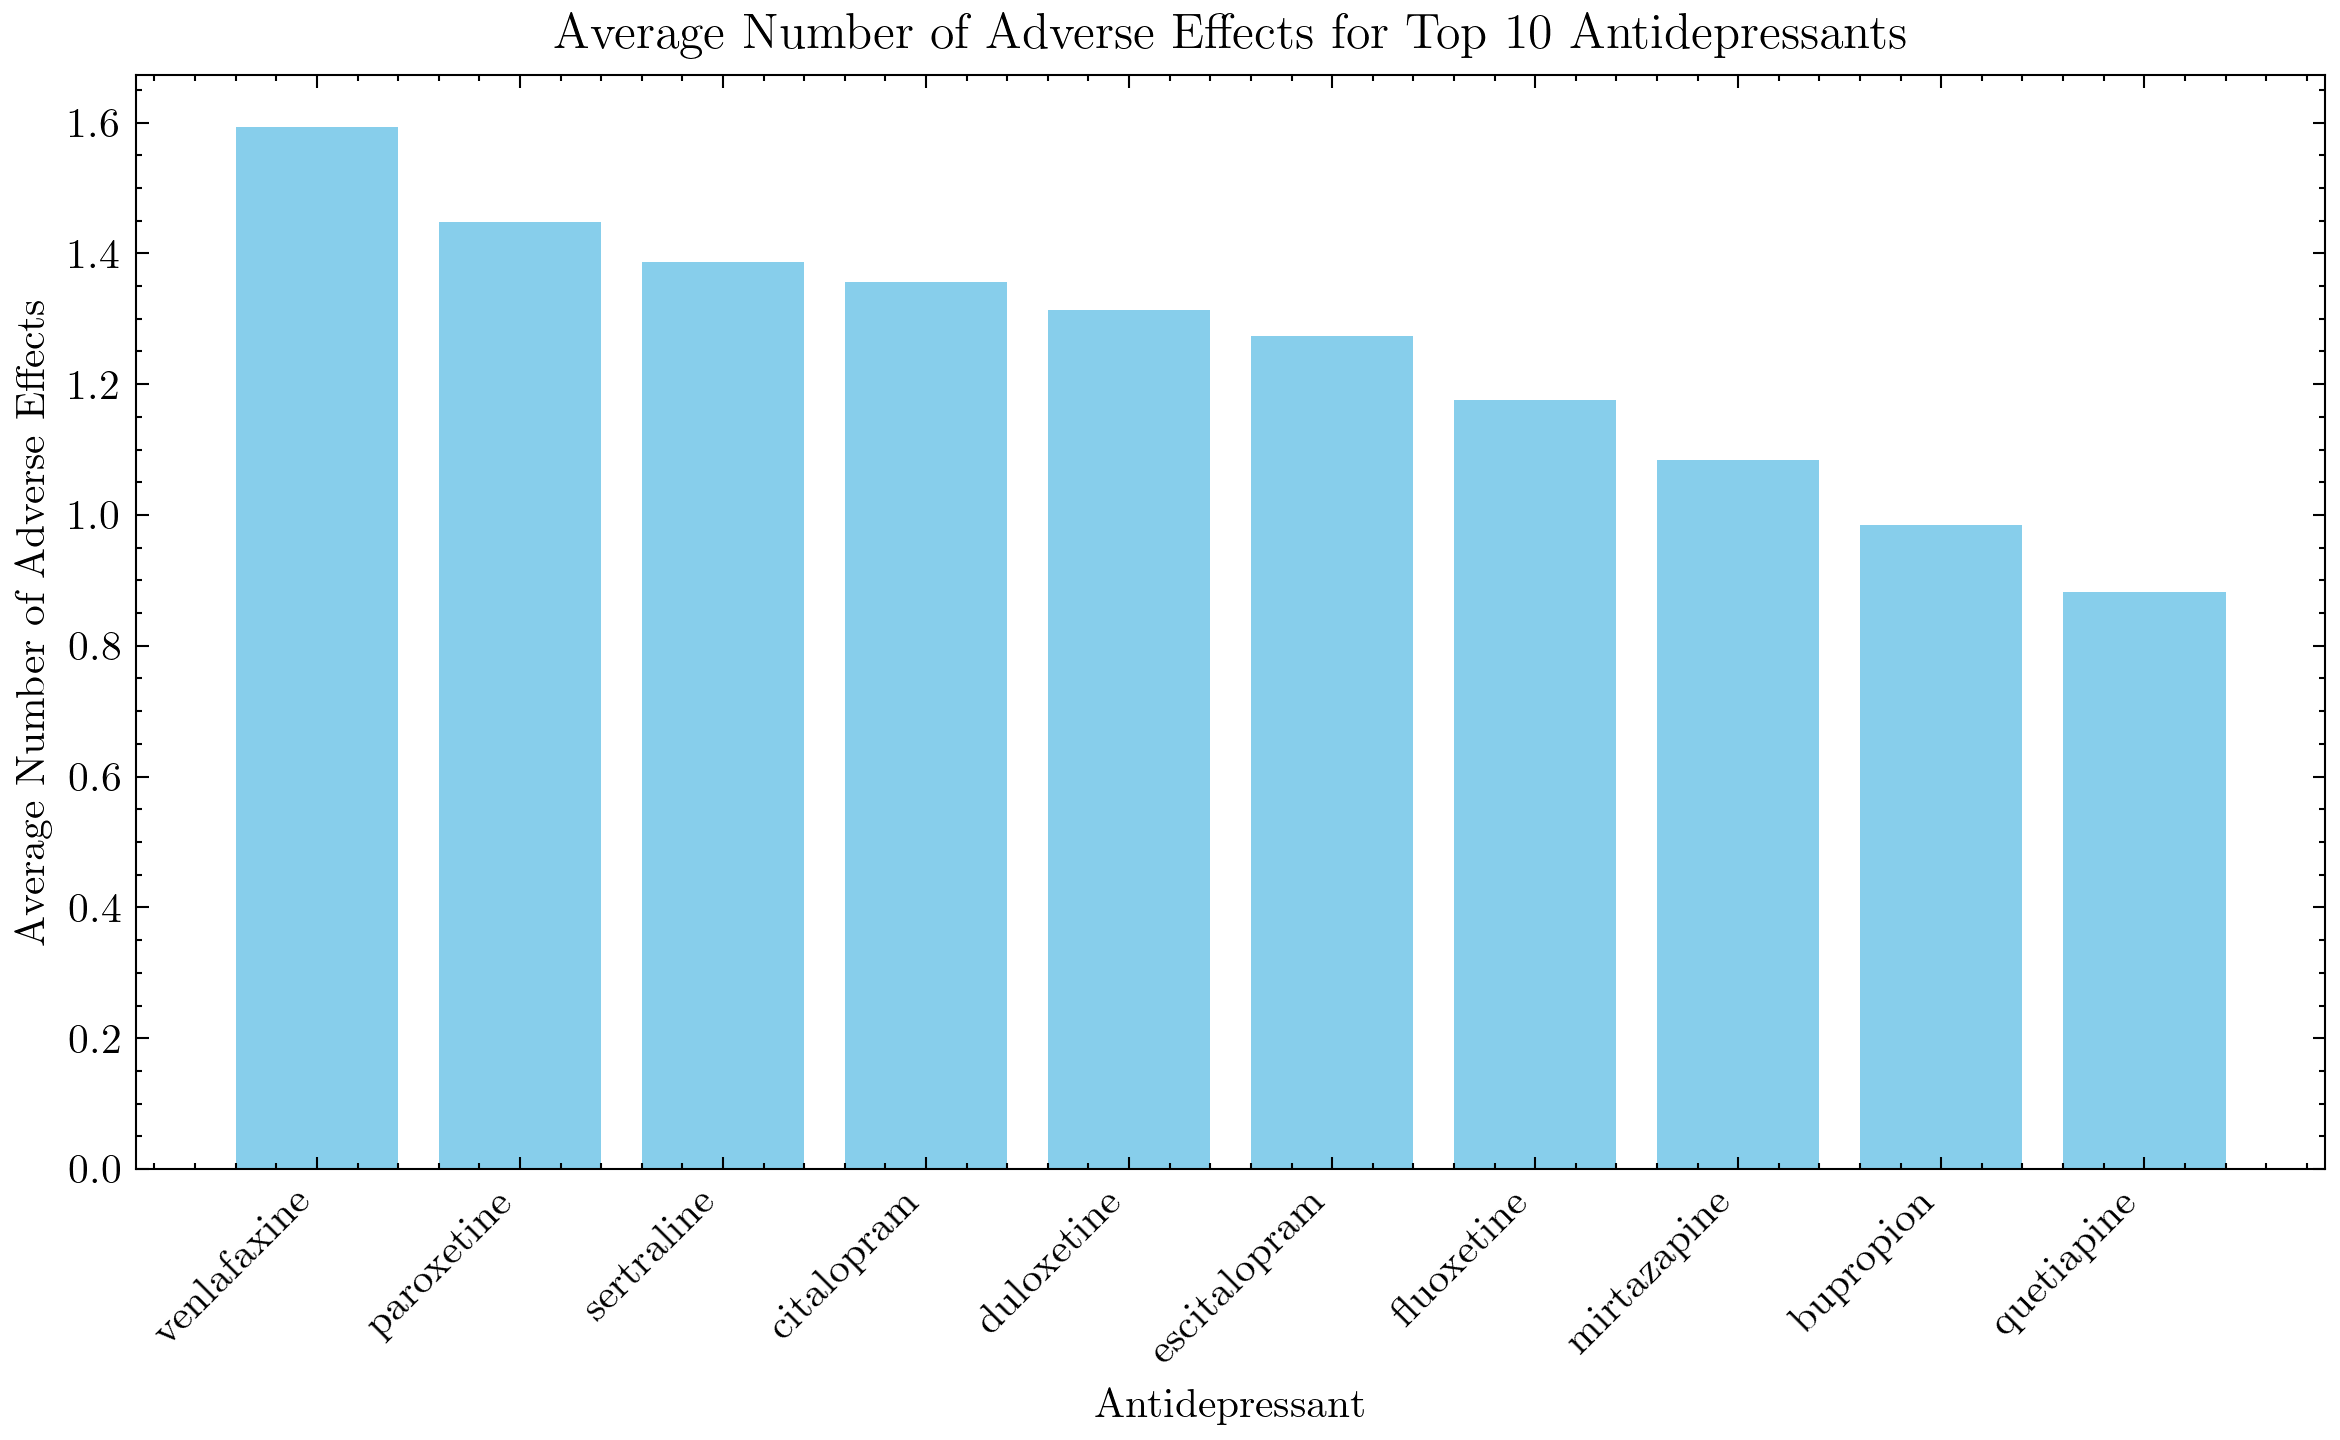 Average Number of Adverse Effects for Top 10 Antidepressants
Average Number of Adverse Effects
1.6
1.4
1.2
1.0
0.8
0.6
0.4
0.2
0.0
venlafaxine
paroxetine
sertraline
citalopram
duloxetine
escitalopram
fluoxetine
mirtazapine
bupropion
quetiapine
Antidepressant